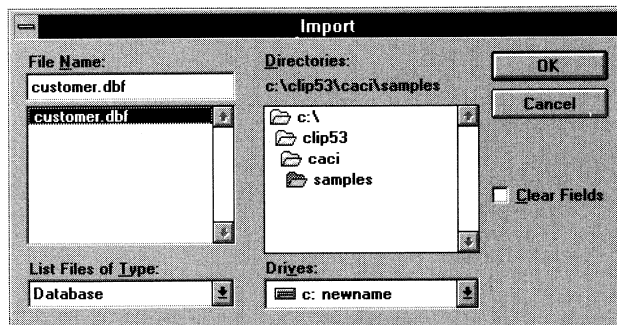 Import
File Name:
customer.dbf
customer.dbf
List Files of Type:
Database
Directories:
c:\clip53\caci\samples
c:\
clip53
caci
samples
Drives:
c: newname
OK
Cancel
Clear Fields